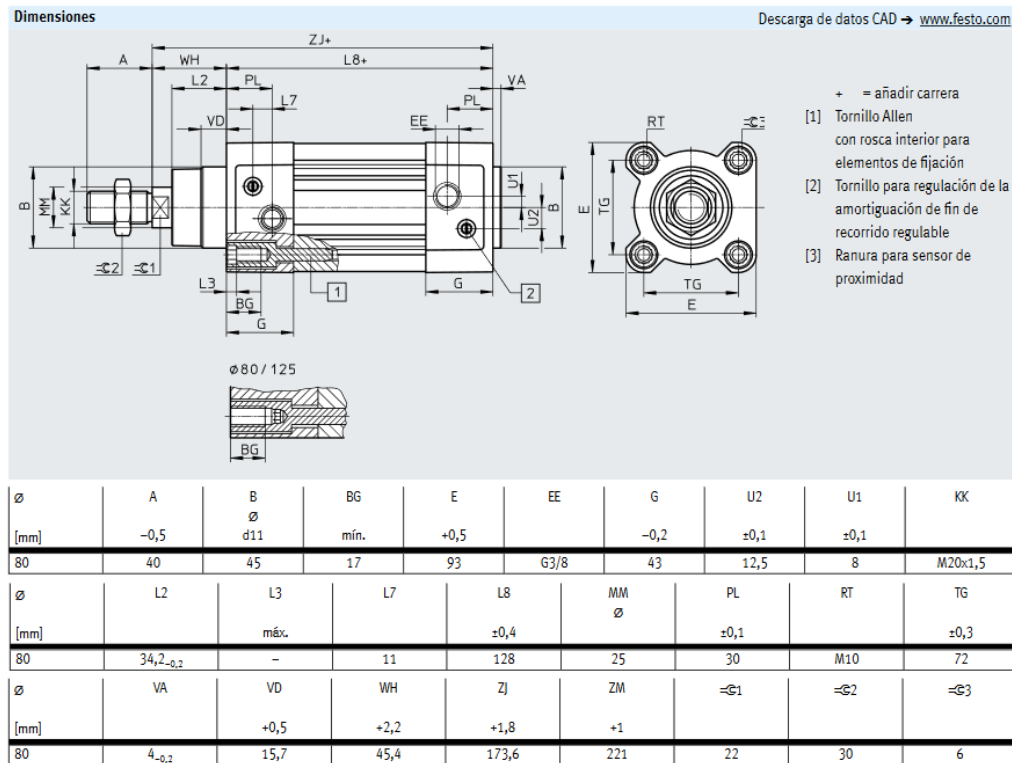 Dimensiones
Descarga de datos CAD ➔ www.festo.com
ZJ+
A WH L8+
L2 PL VA
L7 PL
VD EE RT =©3
B MM KK U1 U2 B E TG
=©2 =©1
L3 1 G 2 TG
BG E
G
+ = añadir carrera
[1] Tornillo Allen
con rosca interior para
elementos de fijación
[2] Tornillo para regulación de la
amortiguación de fin de
recorrido regulable
[3] Ranura para sensor de
proximidad
ø80/125
BG
Ø A B BG E EE G U2 U1 KK
Ø
[mm] –0,5 d11 mín. +0,5 –0,2 ±0,1 ±0,1
80 40 45 17 93 G3/8 43 12,5 8 M20x1,5
Ø L2 L3 L7 L8 MM PL RT TG
Ø
[mm] máx. ±0,4 ±0,1 ±0,3
80 34,2–0,2 – 11 128 25 30 M10 72
Ø VA VD WH ZJ ZM =©1 =©2 =©3
[mm] +0,5 +2,2 +1,8 +1
80 4–0,2 15,7 45,4 173,6 221 22 30 6